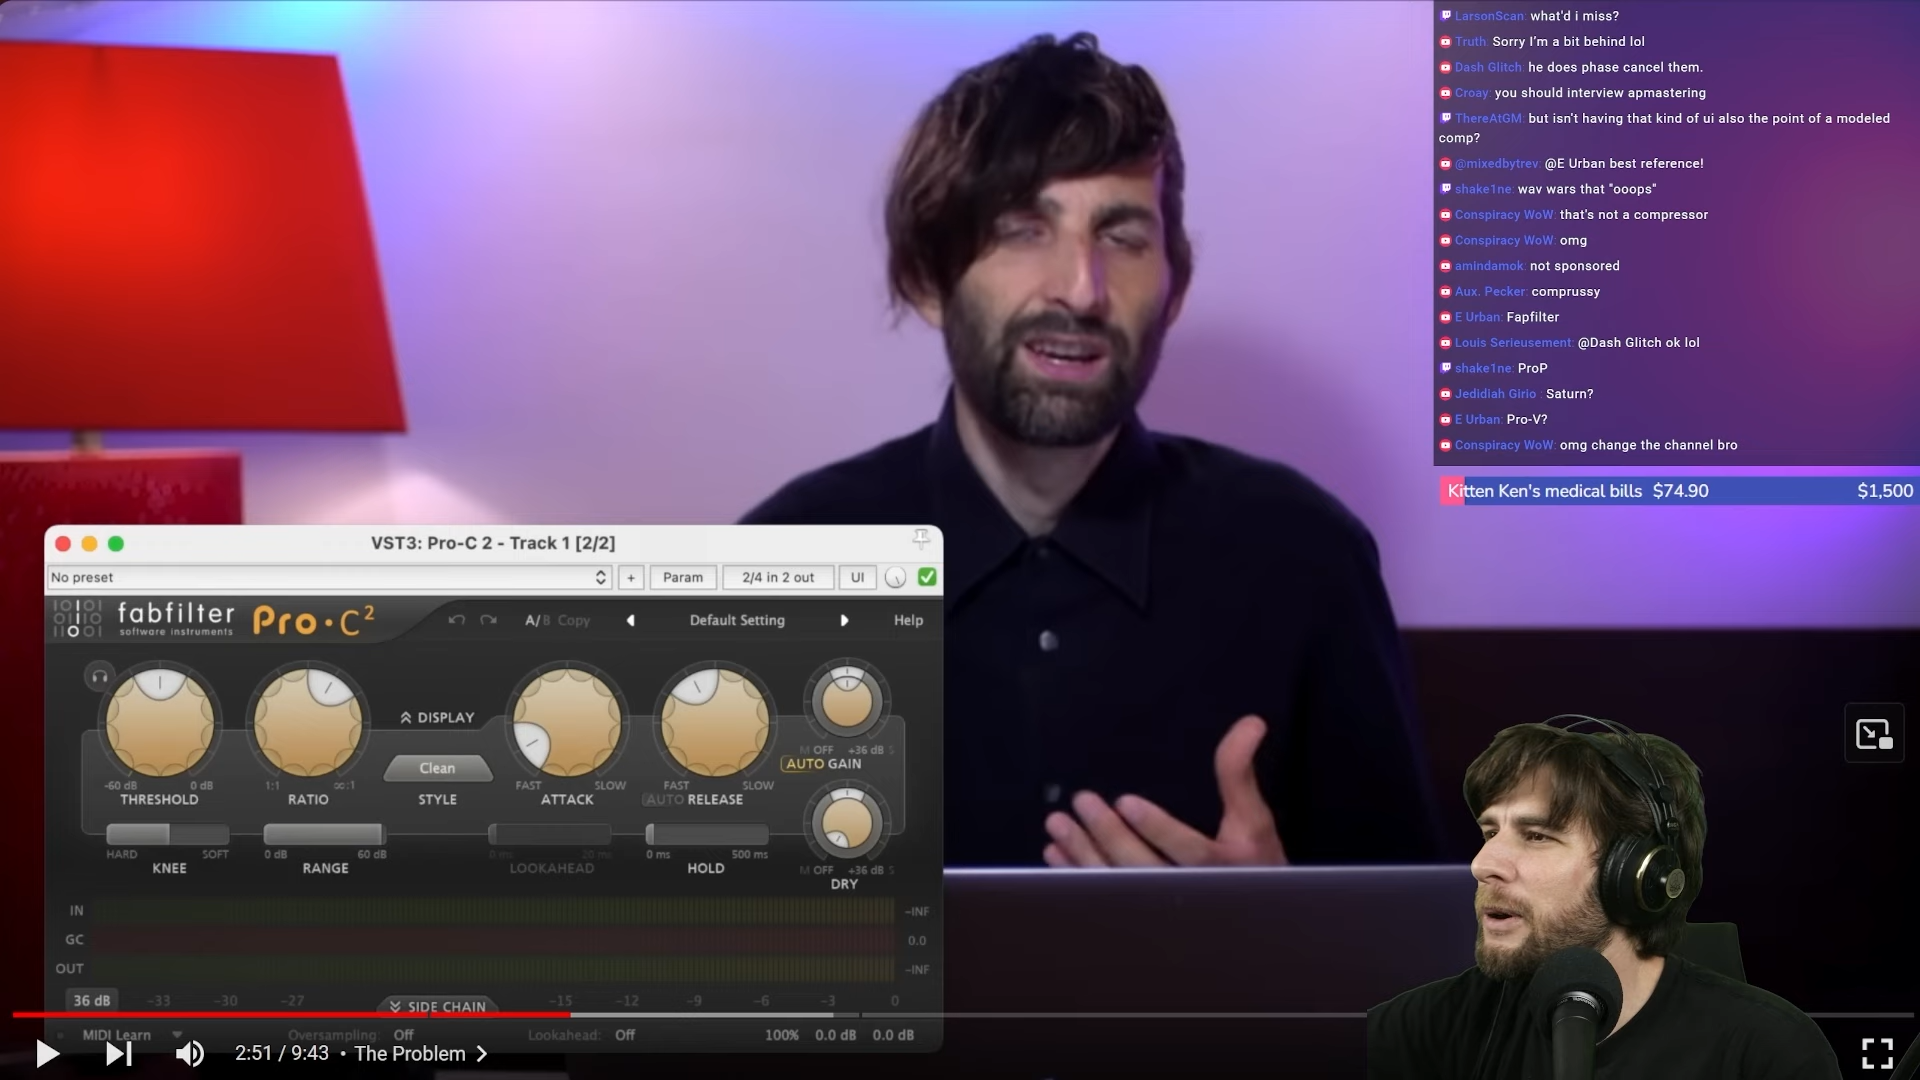 LarsonScan: what'd i miss?
Truth: Sorry I'm a bit behind lol
Dash Glitch: he does phase cancel them.
Croay: you should interview apmastering
ThereAtGM: but isn't having that kind of ui also the point of a modeled
comp?
@mixedbytrev: @E Urban best reference!
shake1ne: wav wars that "ooops"
Conspiracy WoW: that's not a compressor
Conspiracy WoW: omg
amindamok: not sponsored
Aux. Pecker: comprussy
E Urban: Fapfilter
Louis Serieusement: @Dash Glitch ok lol
shake1ne: ProP
Jedidiah Girio : Saturn?
E Urban: Pro-V?
Conspiracy WoW: omg change the channel bro
Kitten Ken's medical bills $74.90 $1,500
VST3: Pro-C 2 - Track 1 [2/2]
No preset + Param 2/4 in 2 out UI
fabfilter Pro·C2
software instruments
A/B Copy Default Setting Help
DISPLAY
Clean
STYLE
-60 dB 0 dB
THRESHOLD
1:1 ∞:1
RATIO
FAST SLOW
ATTACK
FAST SLOW
AUTO RELEASE
M OFF +36 dB S
AUTO GAIN
HARD SOFT
KNEE
0 dB 60 dB
RANGE
0 ms 20 ms
LOOKAHEAD
0 ms 500 ms
HOLD
M OFF +36 dB S
DRY
IN -INF
GC 0.0
OUT -INF
36 dB -33 -30 -27 SIDE CHAIN -15 -12 -9 -6 -3 0
MIDI Learn Oversampling: Off Lookahead: Off 100% 0.0 dB 0.0 dB
2:51 / 9:43 • The Problem